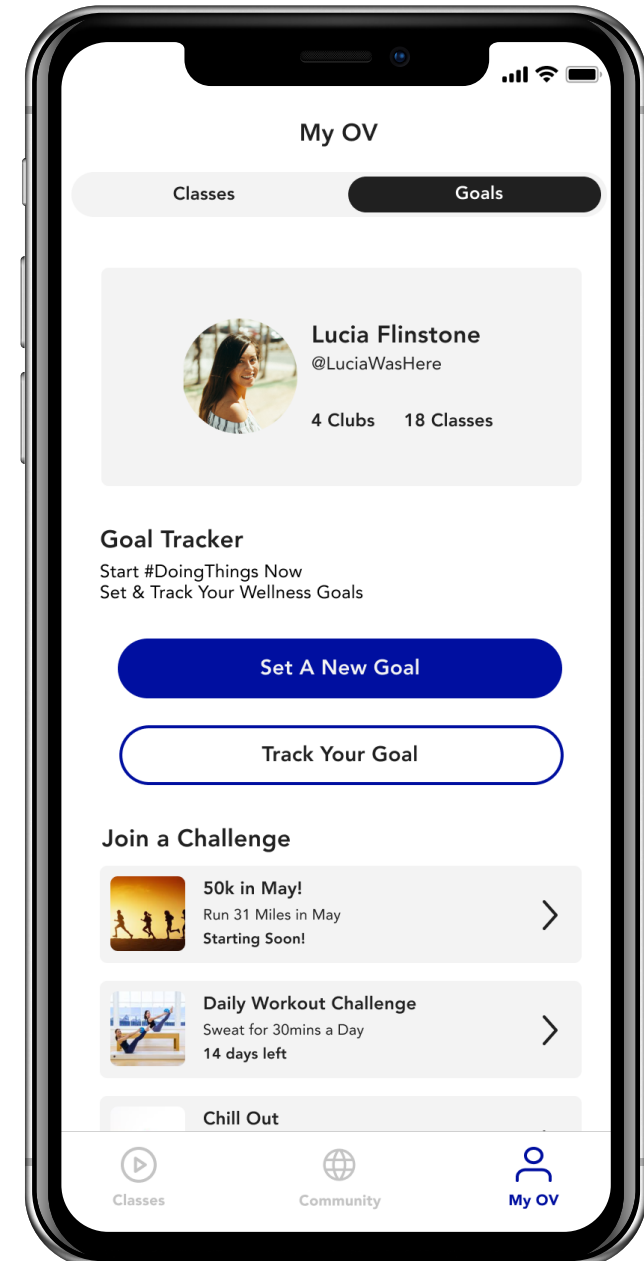 My OV
Classes Goals
Lucia Flinstone
@LuciaWasHere
4 Clubs 18 Classes
Goal Tracker
Start #DoingThings Now
Set & Track Your Wellness Goals
Set A New Goal
Track Your Goal
Join a Challenge
50k in May!
Run 31 Miles in May
Starting Soon!
Daily Workout Challenge
Sweat for 30mins a Day
14 days left
Chill Out
Classes Community My OV